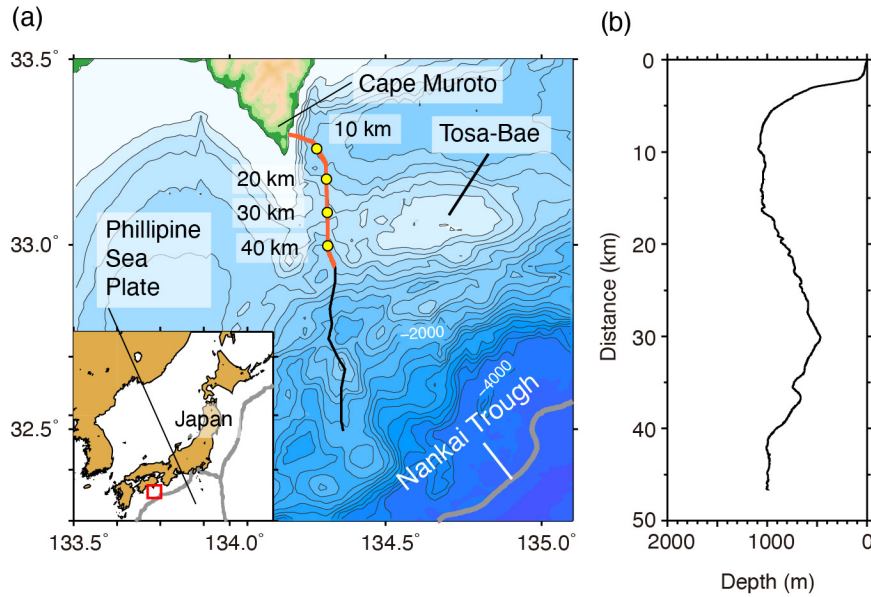 (a)
33.5°
33.0°
32.5°
133.5°
134.0°
134.5°
135.0°
Cape Muroto
10 km
Tosa-Bae
20 km
30 km
40 km
Phillipine
Sea
Plate
−2000
−4000
Nankai Trough
Japan
(b)
0
10
20
30
40
50
Distance (km)
2000
1000
0
Depth (m)